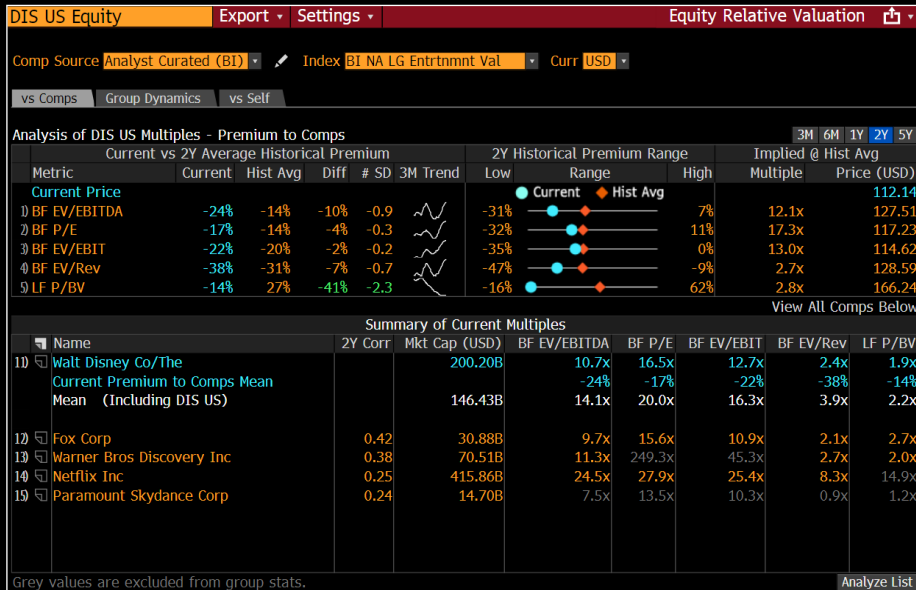 DIS US Equity Export Settings Equity Relative Valuation
Comp Source Analyst Curated (BI) Index BI NA LG Entrtnmnt Val Curr USD
vs Comps Group Dynamics vs Self
Analysis of DIS US Multiples - Premium to Comps 3M 6M 1Y 2Y 5Y
Current vs 2Y Average Historical Premium 2Y Historical Premium Range Implied @ Hist Avg
Metric Current Hist Avg Diff # SD 3M Trend Low Range High Multiple Price (USD)
Current Price Current Hist Avg 112.14
1) BF EV/EBITDA -24% -14% -10% -0.9 -31% 7% 12.1x 127.51
2) BF P/E -17% -14% -4% -0.3 -32% 11% 17.3x 117.23
3) BF EV/EBIT -22% -20% -2% -0.2 -35% 0% 13.0x 114.62
4) BF EV/Rev -38% -31% -7% -0.7 -47% -9% 2.7x 128.59
5) LF P/BV -14% 27% -41% -2.3 -16% 62% 2.8x 166.24
View All Comps Below
Summary of Current Multiples
Name 2Y Corr Mkt Cap (USD) BF EV/EBITDA BF P/E BF EV/EBIT BF EV/Rev LF P/BV
11) Walt Disney Co/The 200.20B 10.7x 16.5x 12.7x 2.4x 1.9x
Current Premium to Comps Mean -24% -17% -22% -38% -14%
Mean (Including DIS US) 146.43B 14.1x 20.0x 16.3x 3.9x 2.2x
12) Fox Corp 0.42 30.88B 9.7x 15.6x 10.9x 2.1x 2.7x
13) Warner Bros Discovery Inc 0.38 70.51B 11.3x 249.3x 45.3x 2.7x 2.0x
14) Netflix Inc 0.25 415.86B 24.5x 27.9x 25.4x 8.3x 14.9x
15) Paramount Skydance Corp 0.24 14.70B 7.5x 13.5x 10.3x 0.9x 1.2x
Grey values are excluded from group stats. Analyze List